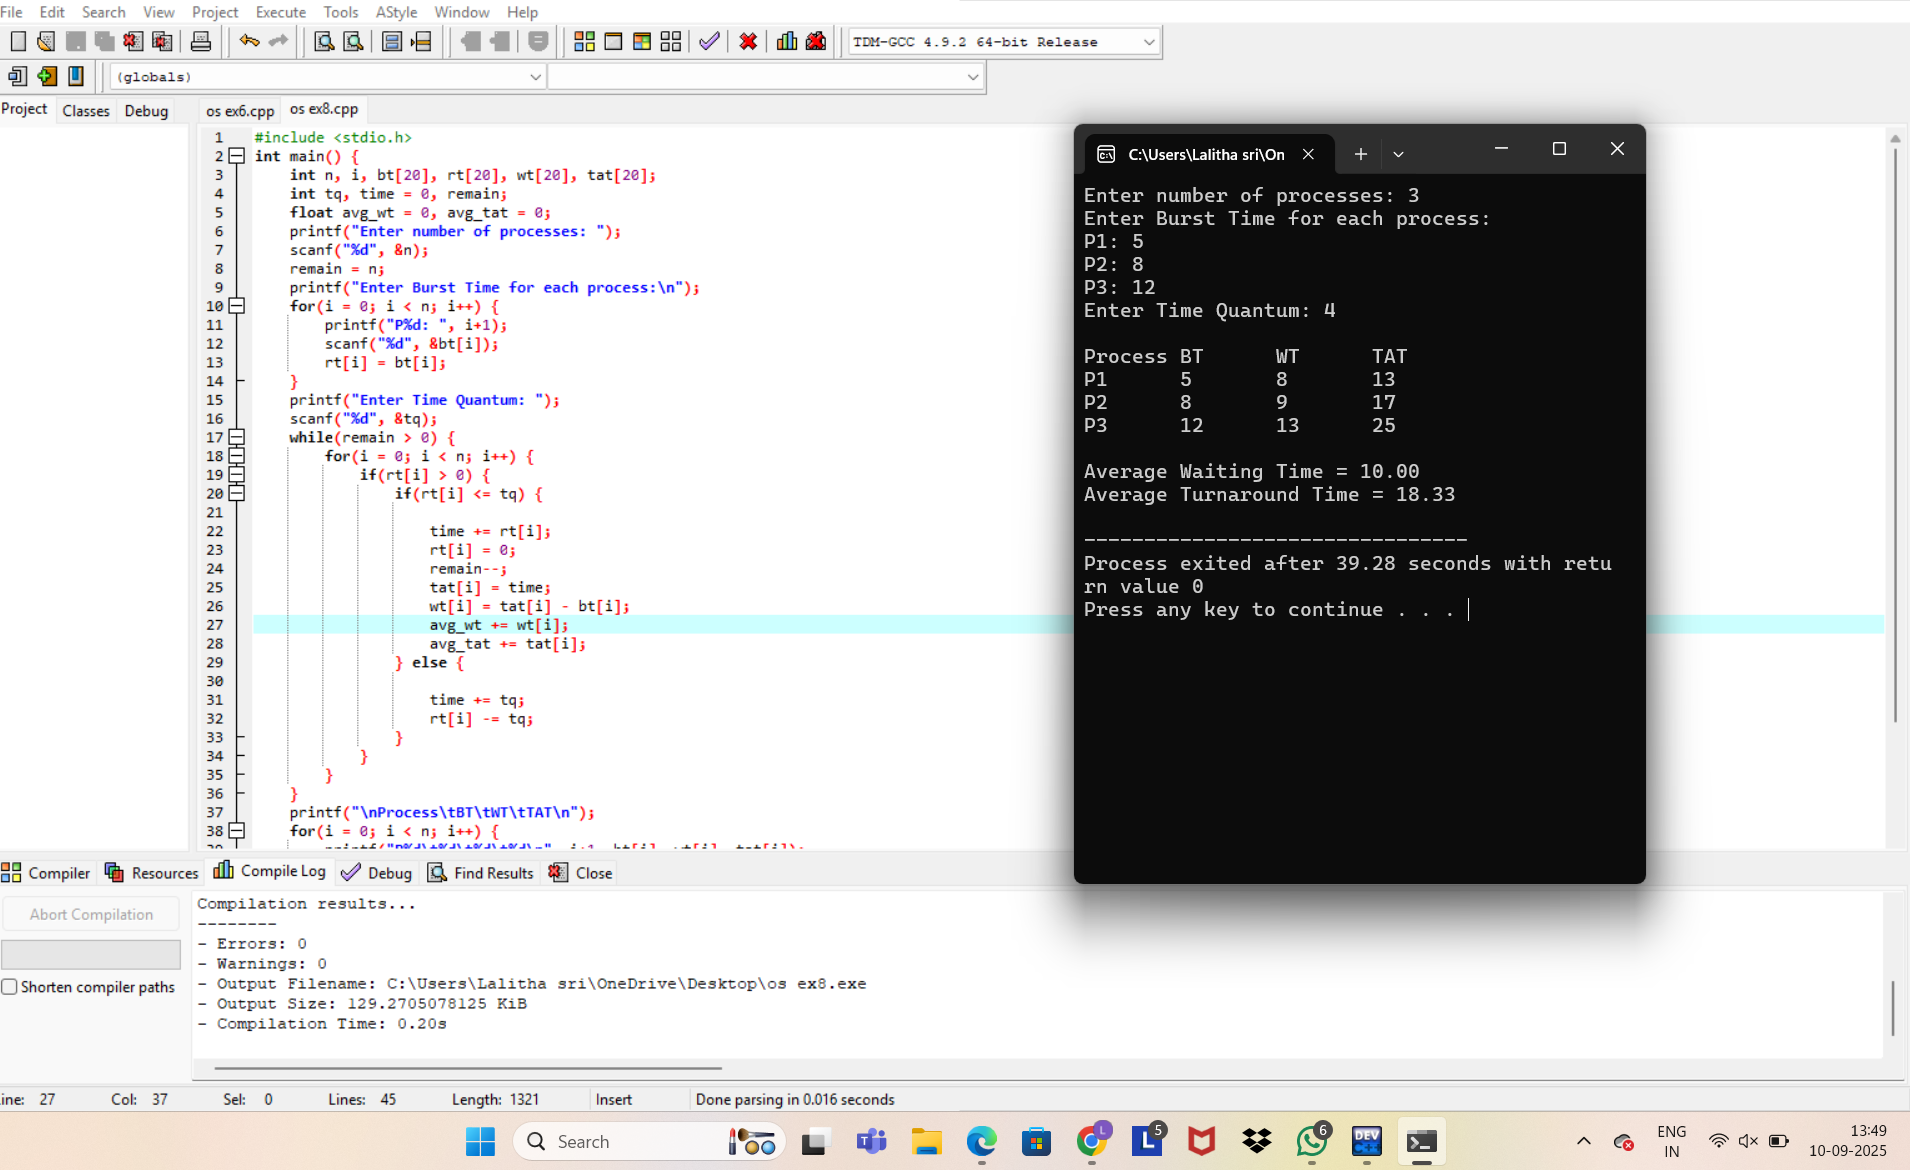 File Edit Search View Project Execute Tools AStyle Window Help
TDM-GCC 4.9.2 64-bit Release
(globals)
Project Classes Debug
os ex6.cpp os ex8.cpp
1 #include <stdio.h>
2 int main() {
3 int n, i, bt[20], rt[20], wt[20], tat[20];
4 int tq, time = 0, remain;
5 float avg_wt = 0, avg_tat = 0;
6 printf("Enter number of processes: ");
7 scanf("%d", &n);
8 remain = n;
9 printf("Enter Burst Time for each process:\n");
10 for(i = 0; i < n; i++) {
11 printf("P%d: ", i+1);
12 scanf("%d", &bt[i]);
13 rt[i] = bt[i];
14 }
15 printf("Enter Time Quantum: ");
16 scanf("%d", &tq);
17 while(remain > 0) {
18 for(i = 0; i < n; i++) {
19 if(rt[i] > 0) {
20 if(rt[i] <= tq) {
21
22 time += rt[i];
23 rt[i] = 0;
24 remain--;
25 tat[i] = time;
26 wt[i] = tat[i] - bt[i];
27 avg_wt += wt[i];
28 avg_tat += tat[i];
29 } else {
30
31 time += tq;
32 rt[i] -= tq;
33 }
34 }
35 }
36 }
37 printf("\nProcess\tBT\tWT\tTAT\n");
38 for(i = 0; i < n; i++) {
C:\Users\Lalitha sri\On
Enter number of processes: 3
Enter Burst Time for each process:
P1: 5
P2: 8
P3: 12
Enter Time Quantum: 4
Process BT WT TAT
P1 5 8 13
P2 8 9 17
P3 12 13 25
Average Waiting Time = 10.00
Average Turnaround Time = 18.33
--------------------------------
Process exited after 39.28 seconds with retu
rn value 0
Press any key to continue . . .
Compiler Resources Compile Log Debug Find Results Close
Abort Compilation
Shorten compiler paths
Compilation results...
--------
- Errors: 0
- Warnings: 0
- Output Filename: C:\Users\Lalitha sri\OneDrive\Desktop\os ex8.exe
- Output Size: 129.2705078125 KiB
- Compilation Time: 0.20s
ine: 27 Col: 37 Sel: 0 Lines: 45 Length: 1321 Insert Done parsing in 0.016 seconds
Search
L
5
6
DEV
ENG
IN
13:49
10-09-2025